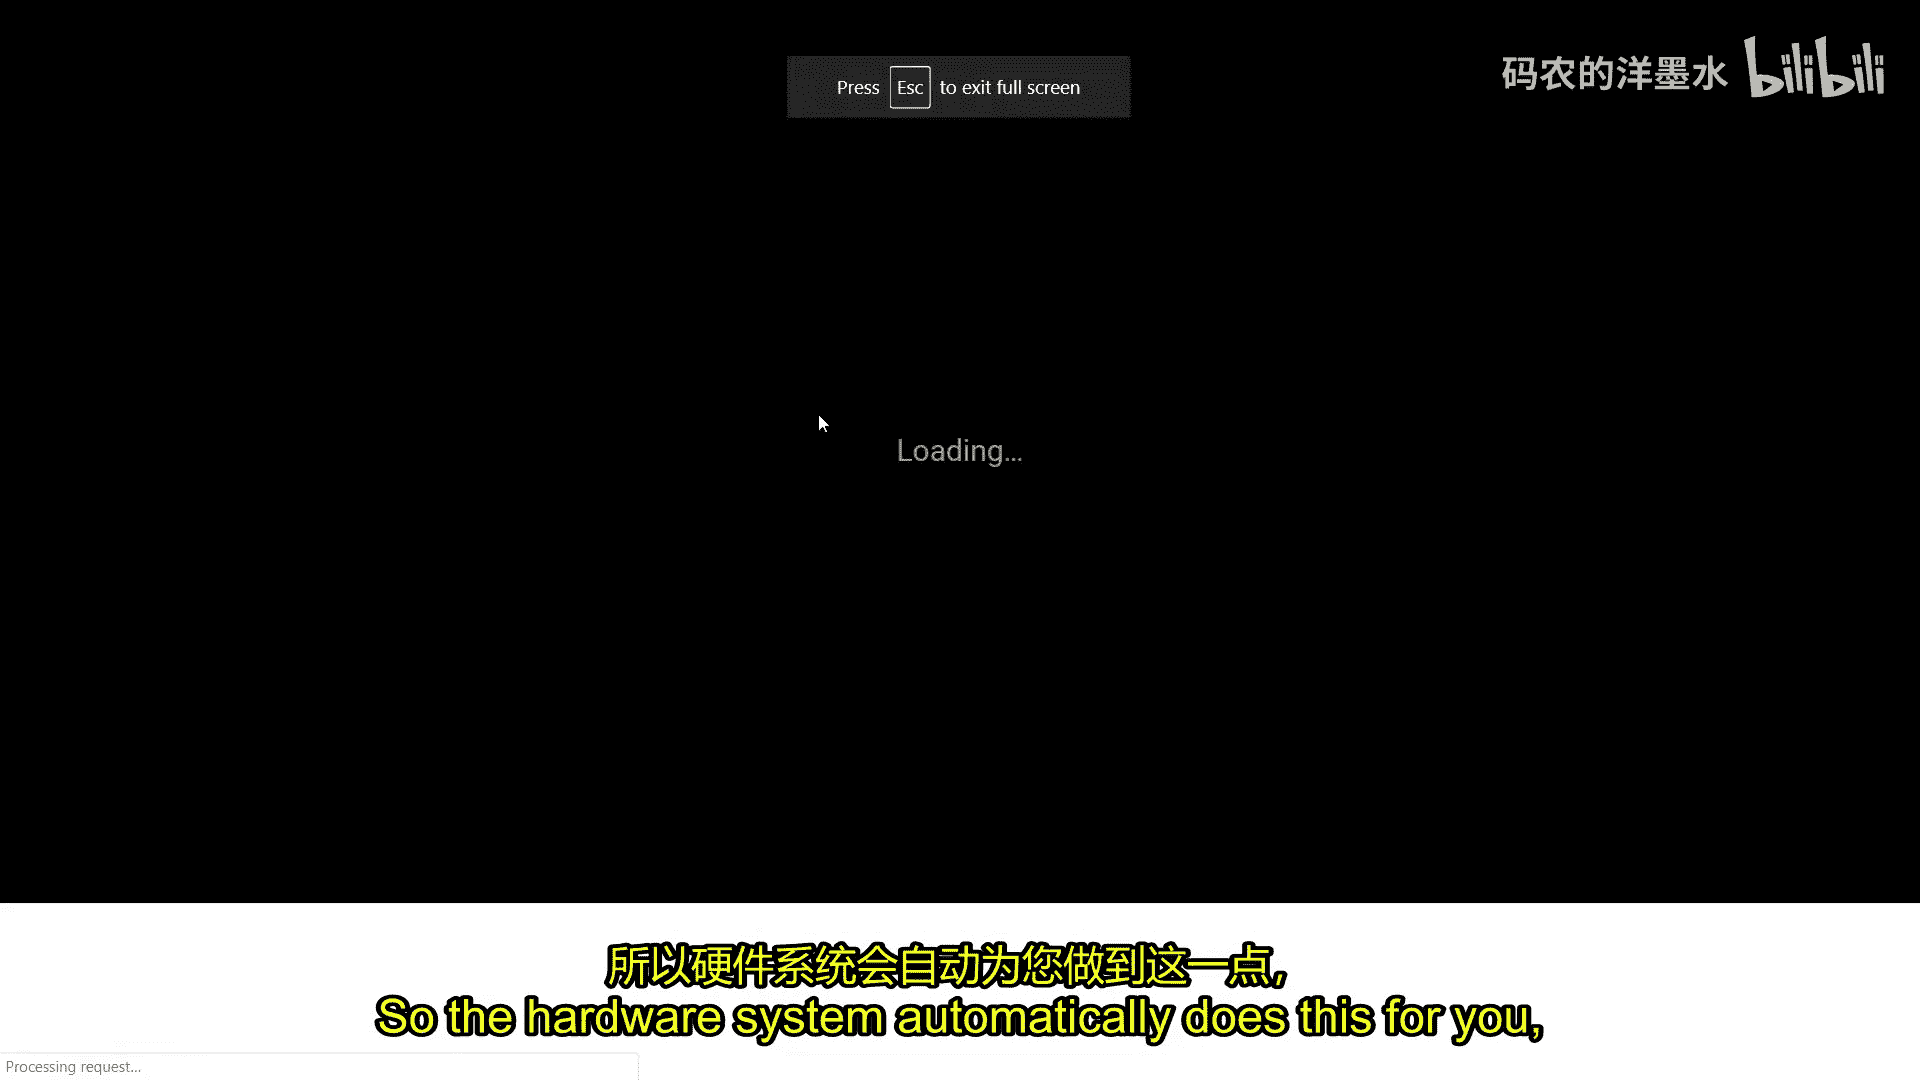 码农的洋墨水 bilibili
Press Esc to exit full screen
Loading...
所以硬件系统会自动为您做到这一点,
So the hardware system automatically does this for you,
Processing request...